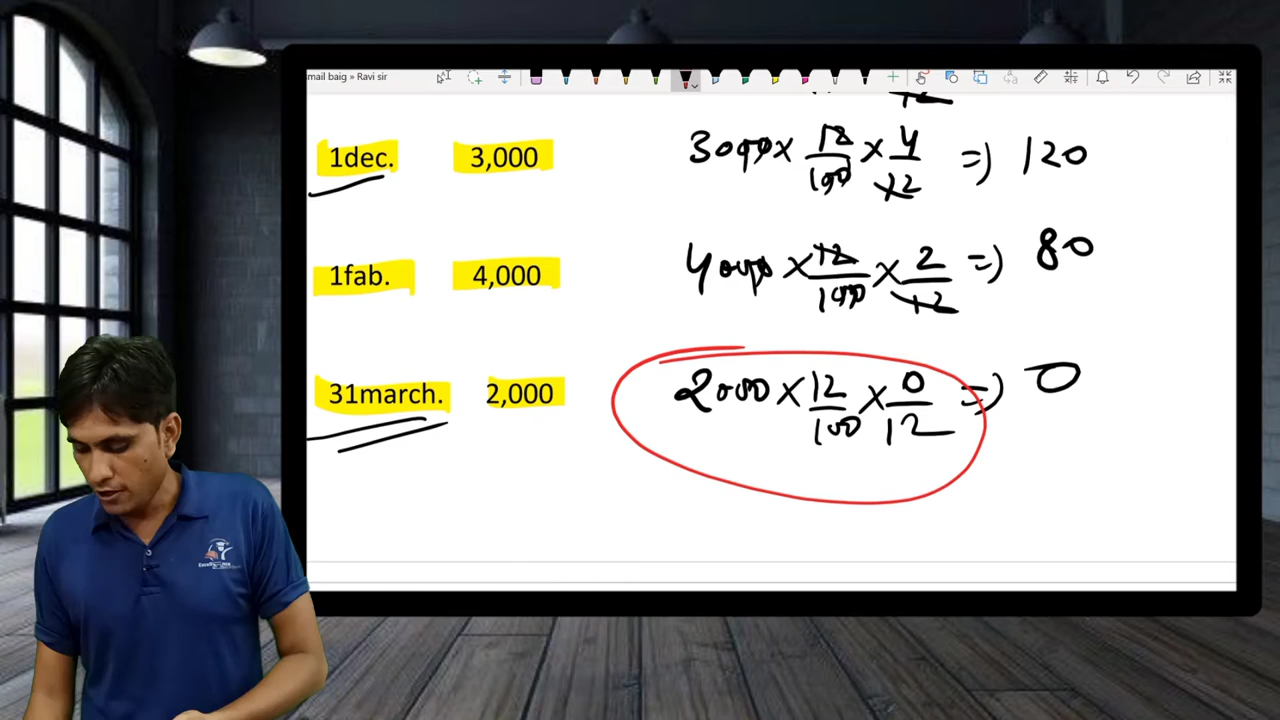 mail baig » Ravi sir
12
1dec. 3,000 3000 × 12/100 × 4/12 => 120
1fab. 4,000 4000 × 12/100 × 2/12 => 80
31march. 2,000 2000 × 12/100 × 0/12 => 0